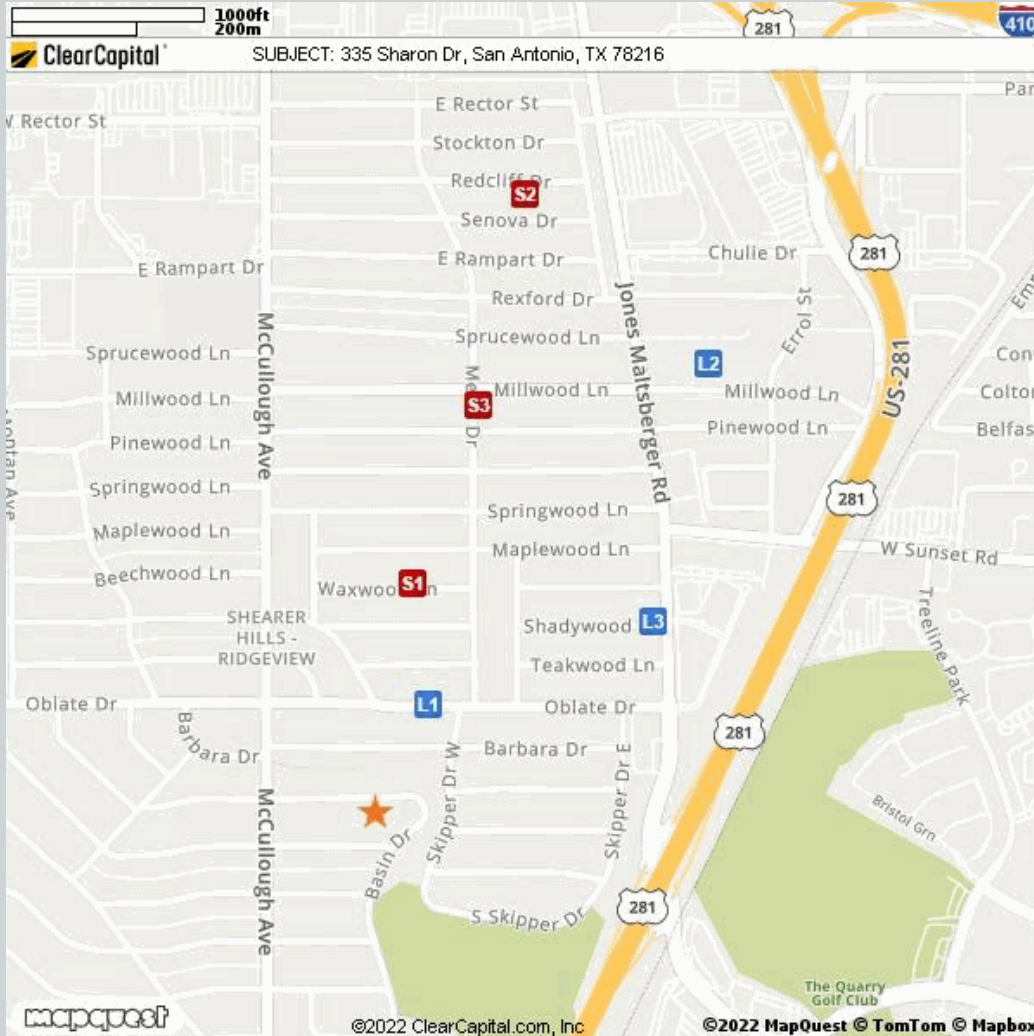 1000ft
200m
281
410
ClearCapital
SUBJECT: 335 Sharon Dr, San Antonio, TX 78216
E Rector St
W Rector St
Stockton Dr
Redcliff Dr
S2
Senova Dr
Chulie Dr
281
E Rampart Dr
E Rampart Dr
Rexford Dr
Errol St
Jones Maltsberger Rd
McCullough Ave
Sprucewood Ln
Sprucewood Ln
L2
US-281
Millwood Ln
Millwood Ln
Millwood Ln
S3
Dr
Pinewood Ln
Pinewood Ln
Springwood Ln
281
Springwood Ln
Maplewood Ln
Maplewood Ln
W Sunset Rd
Beechwood Ln
S1
Treeline Park
SHEARER
HILLS -
RIDGEVIEW
Shadywood
L3
Teakwood Ln
Oblate Dr
L1
Oblate Dr
281
Barbara Dr
Barbara Dr
Skipper Dr W
Skipper Dr E
McCullough Ave
Basin Dr
Bristol Grn
281
S Skipper Dr
The Quarry
Golf Club
mapquest
©2022 ClearCapital.com, Inc
©2022 MapQuest © TomTom © Mapbox